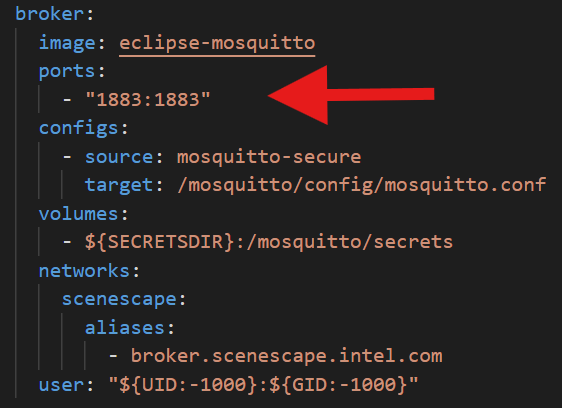 broker:
image: eclipse-mosquitto
ports:
- "1883:1883"
configs:
- source: mosquitto-secure
target: /mosquitto/config/mosquitto.conf
volumes:
- ${SECRETSDIR}:/mosquitto/secrets
networks:
scenescape:
aliases:
- broker.scenescape.intel.com
user: "${UID:-1000}:${GID:-1000}"